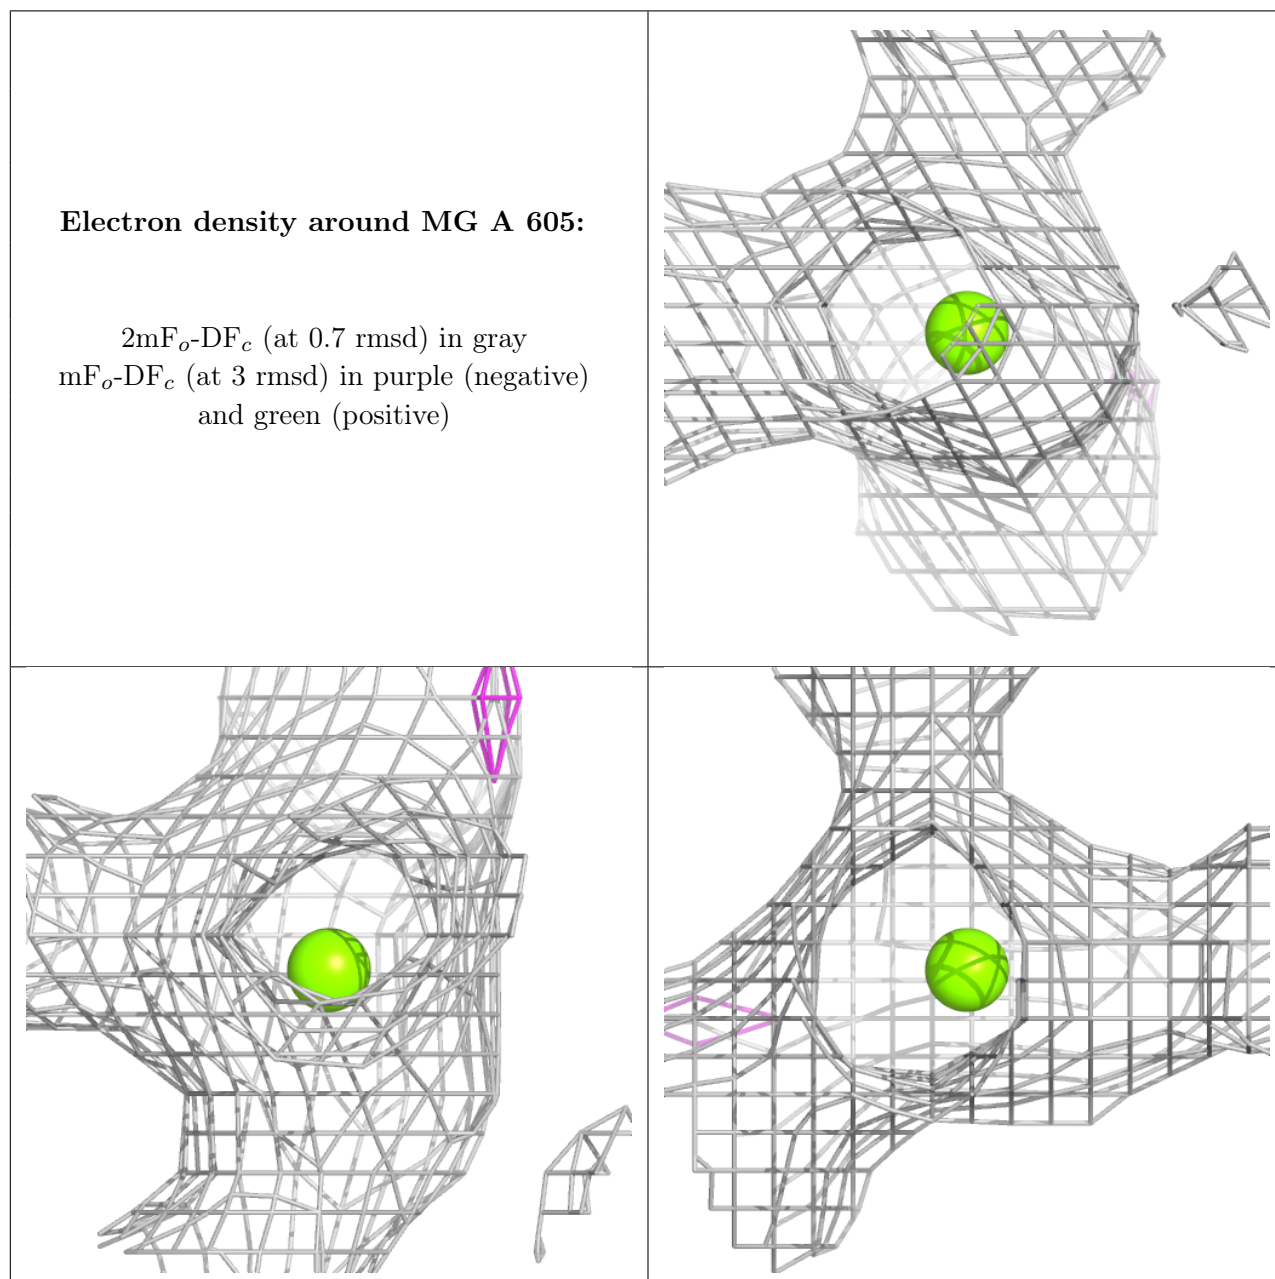 Electron density around MG A 605:
2mFo-DFc (at 0.7 rmsd) in gray
mFo-DFc (at 3 rmsd) in purple (negative)
and green (positive)